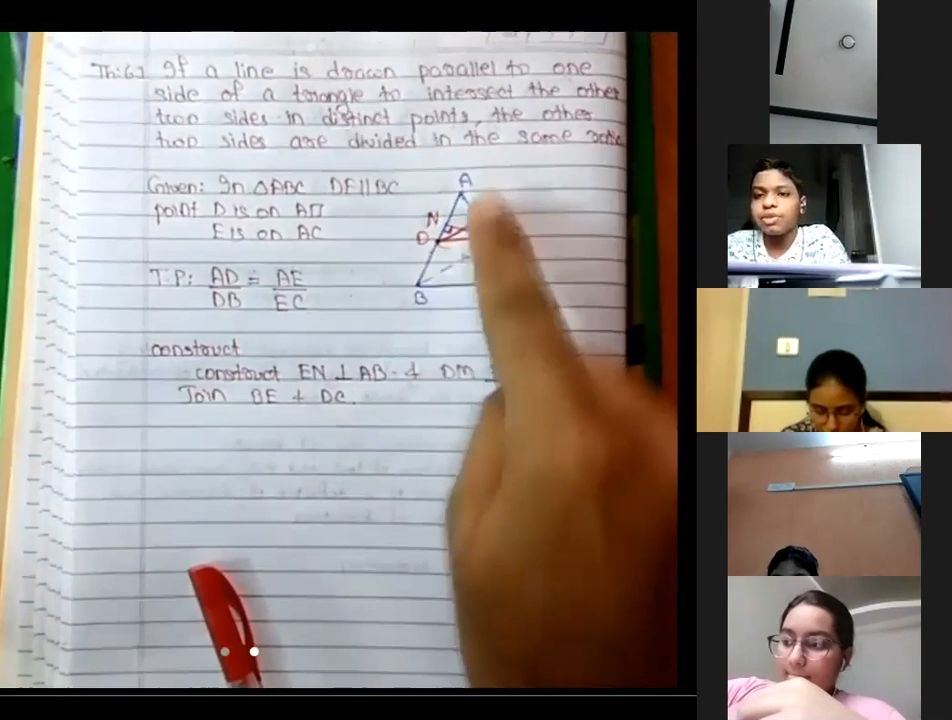 Th:6.1 If a line is drawn parallel to one
side of a triangle to intersect the other
two sides in distinct points, the other
two sides are divided in the same ratio
Given: In △ABC DE||BC
point D is on AB
E is on AC
T.P: AD/DB = AE/EC
construct
construct EN⊥AB & DM
Join BE & DC.
A
N
D
B